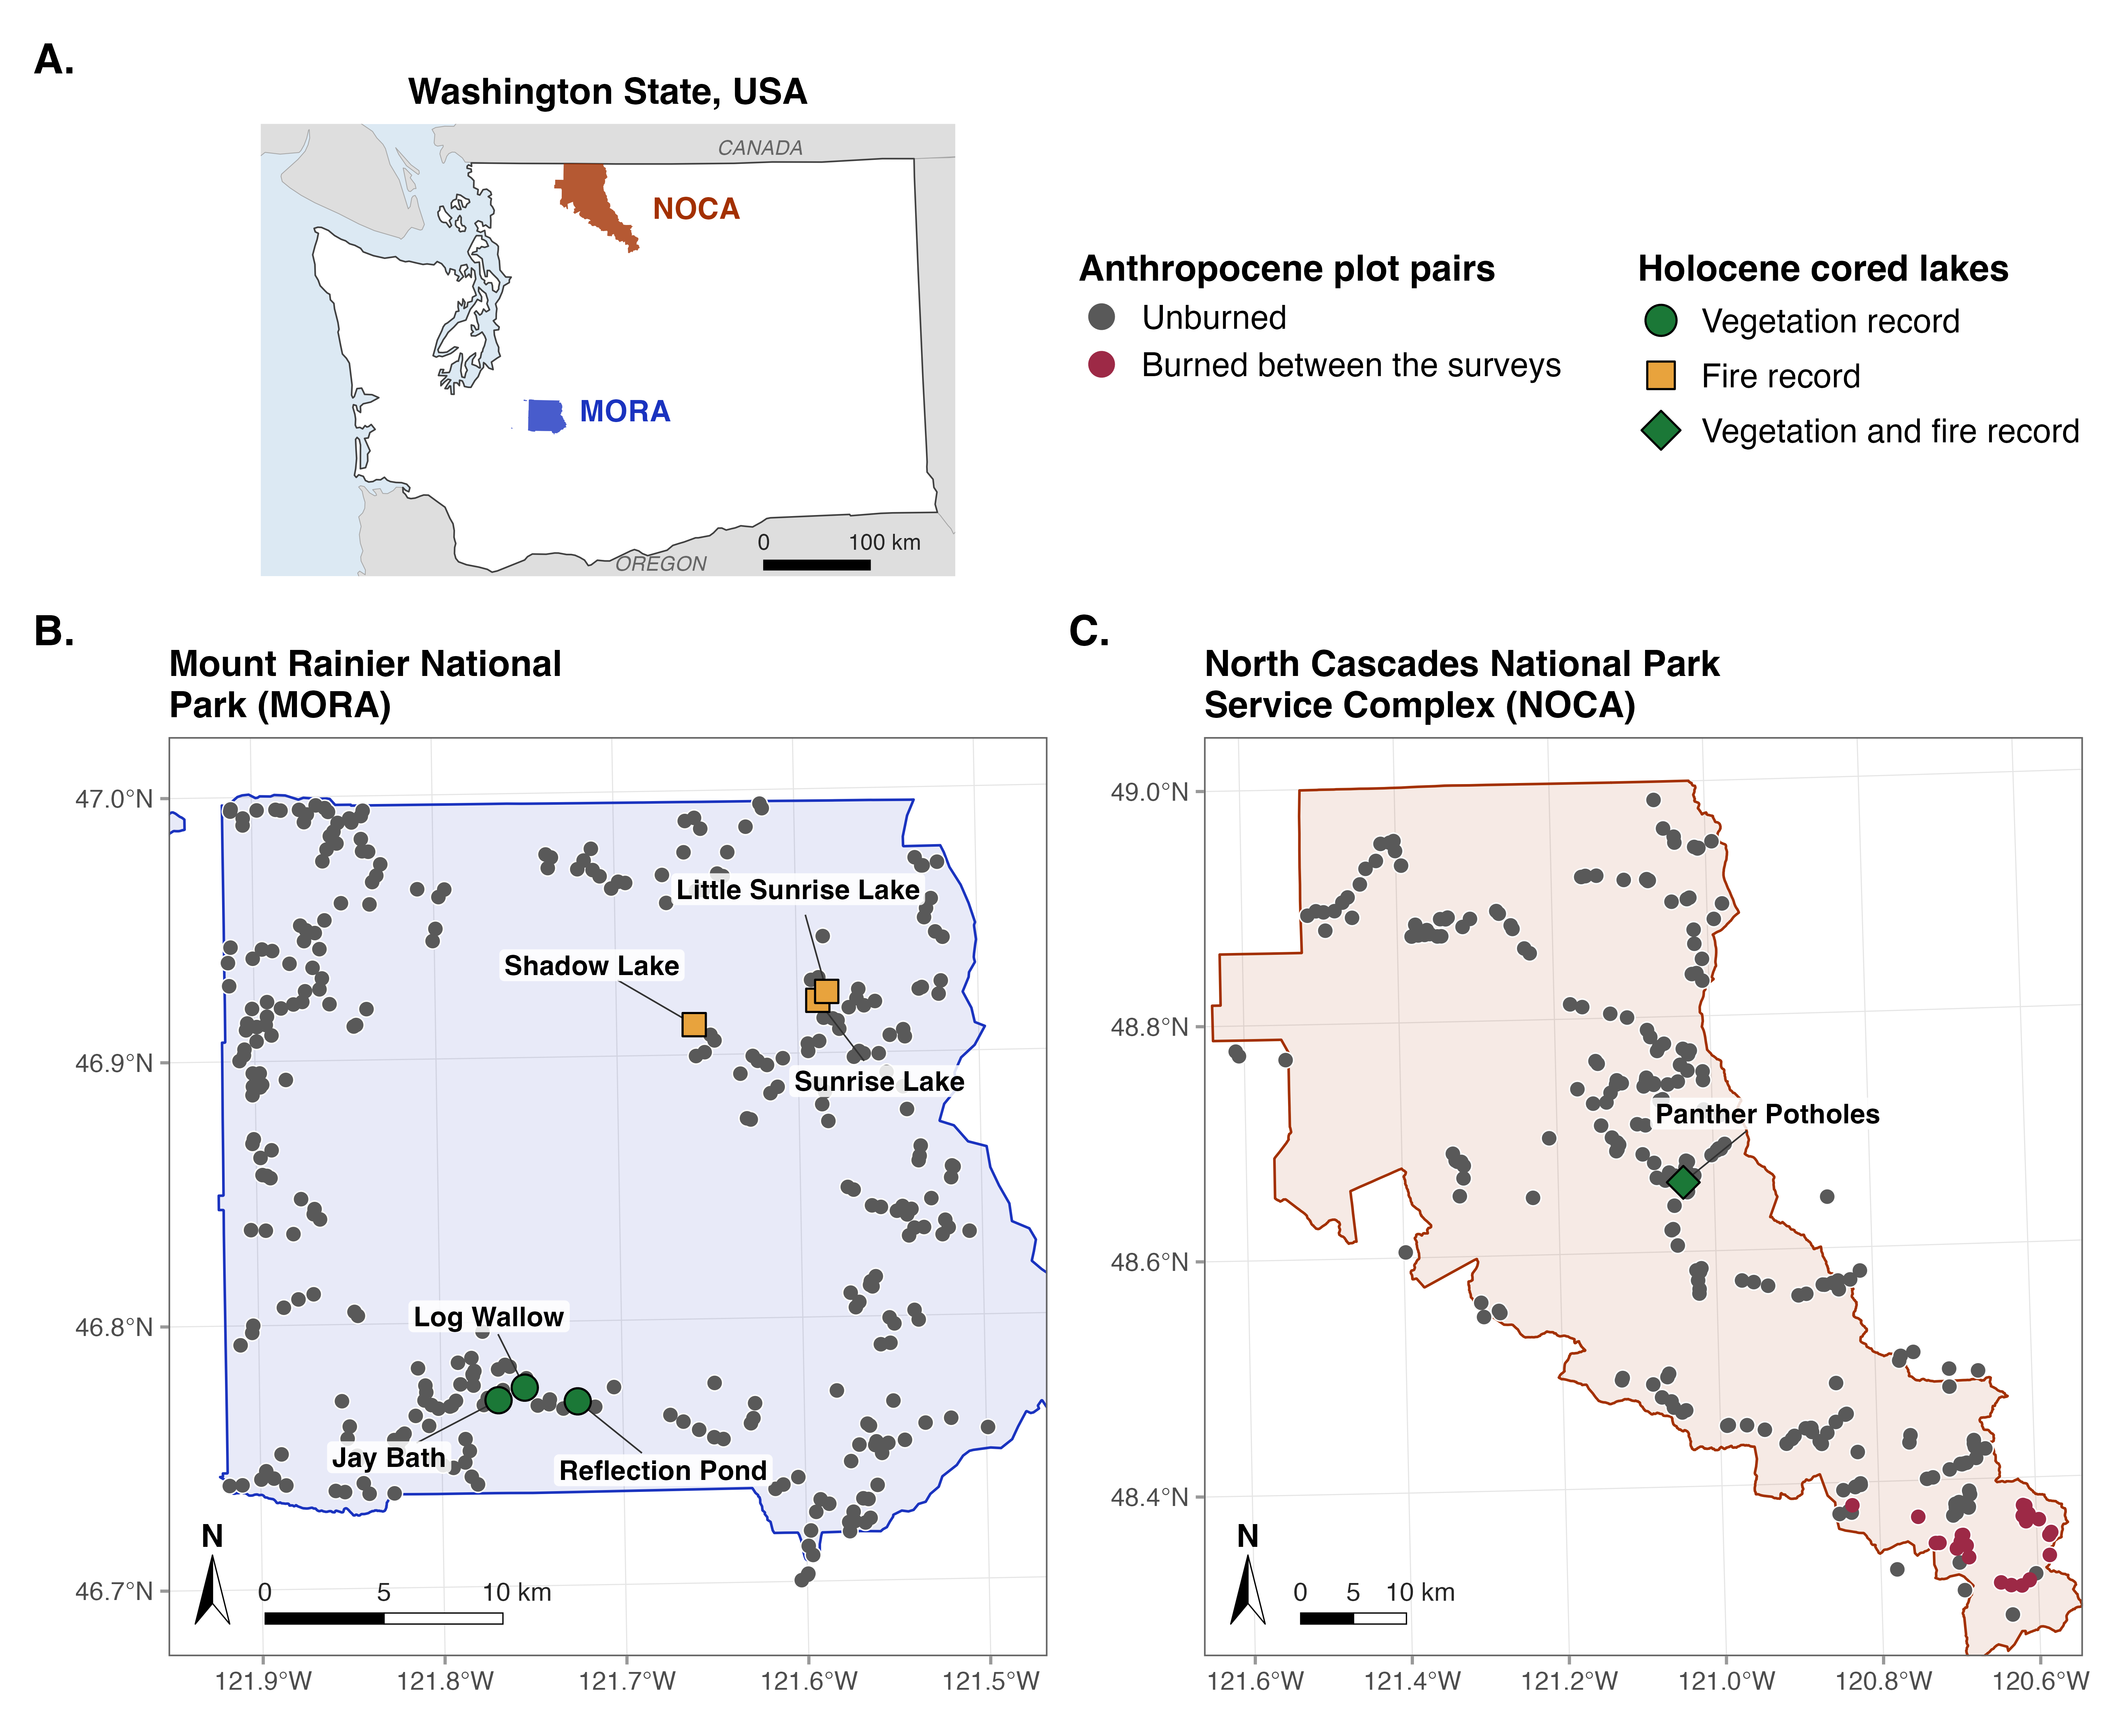 A.
Washington State, USA
CANADA
NOCA
MORA
0 100 km
OREGON
Anthropocene plot pairs
Unburned
Burned between the surveys
Holocene cored lakes
Vegetation record
Fire record
Vegetation and fire record
B.
Mount Rainier National
Park (MORA)
47.0°N
46.9°N
46.8°N
46.7°N
Little Sunrise Lake
Shadow Lake
Sunrise Lake
Log Wallow
Jay Bath
Reflection Pond
N
0 5 10 km
121.9°W 121.8°W 121.7°W 121.6°W 121.5°W
C.
North Cascades National Park
Service Complex (NOCA)
49.0°N
48.8°N
48.6°N
48.4°N
Panther Potholes
N
0 5 10 km
121.6°W 121.4°W 121.2°W 121.0°W 120.8°W 120.6°W